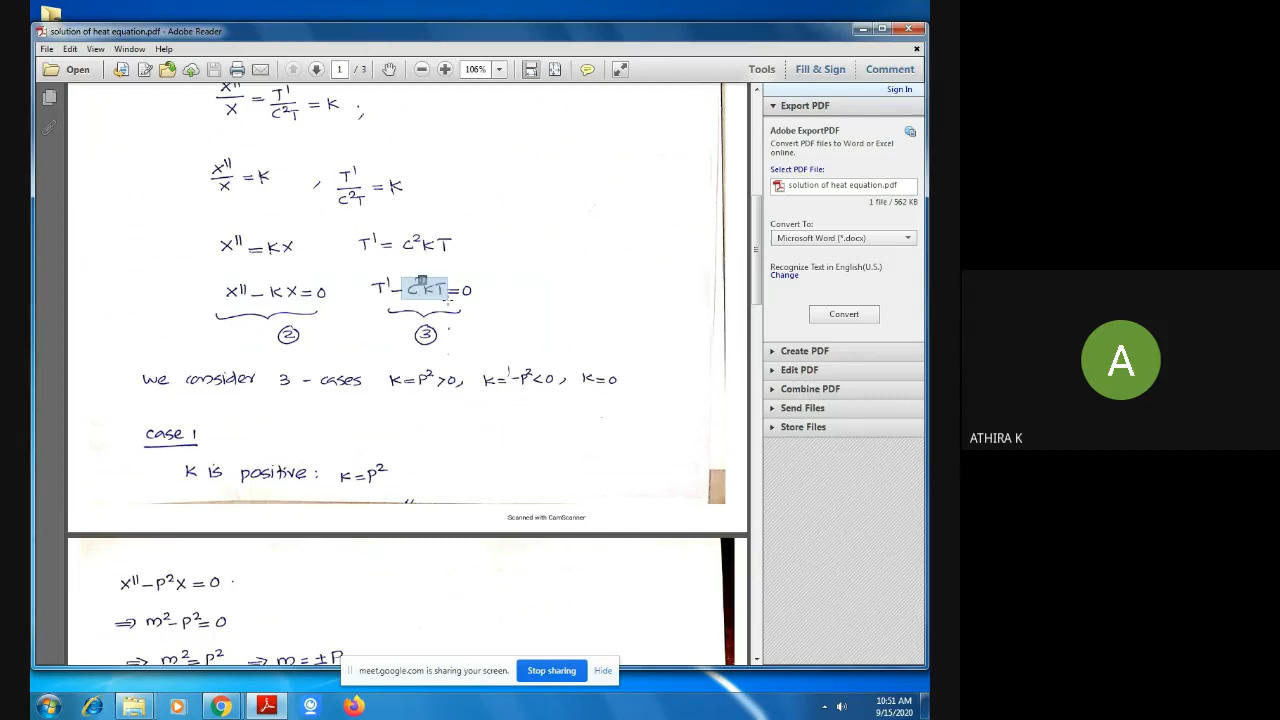 solution of heat equation.pdf - Adobe Reader
File Edit View Window Help
Open 1 / 3 106% Tools Fill & Sign Comment
Sign In
X''/X = T'/C²T = K ;
X''/X = K , T'/C²T = K
X'' = KX T' = C²KT
X'' - KX = 0 T' - C²KT = 0
② ③
We consider 3 - cases K = P² > 0, K = -P² < 0, K = 0
case 1
K is positive : K = P²
Scanned with CamScanner
X'' - P²X = 0
⇒ m² - P² = 0
⇒ m² = P² ⇒ m = ± P
Export PDF
Adobe ExportPDF
Convert PDF files to Word or Excel
online.
Select PDF File:
solution of heat equation.pdf
1 file / 562 KB
Convert To:
Microsoft Word (*.docx)
Recognize Text in English(U.S.)
Change
Convert
Create PDF
Edit PDF
Combine PDF
Send Files
Store Files
meet.google.com is sharing your screen. Stop sharing Hide
10:51 AM
9/15/2020
A
ATHIRA K